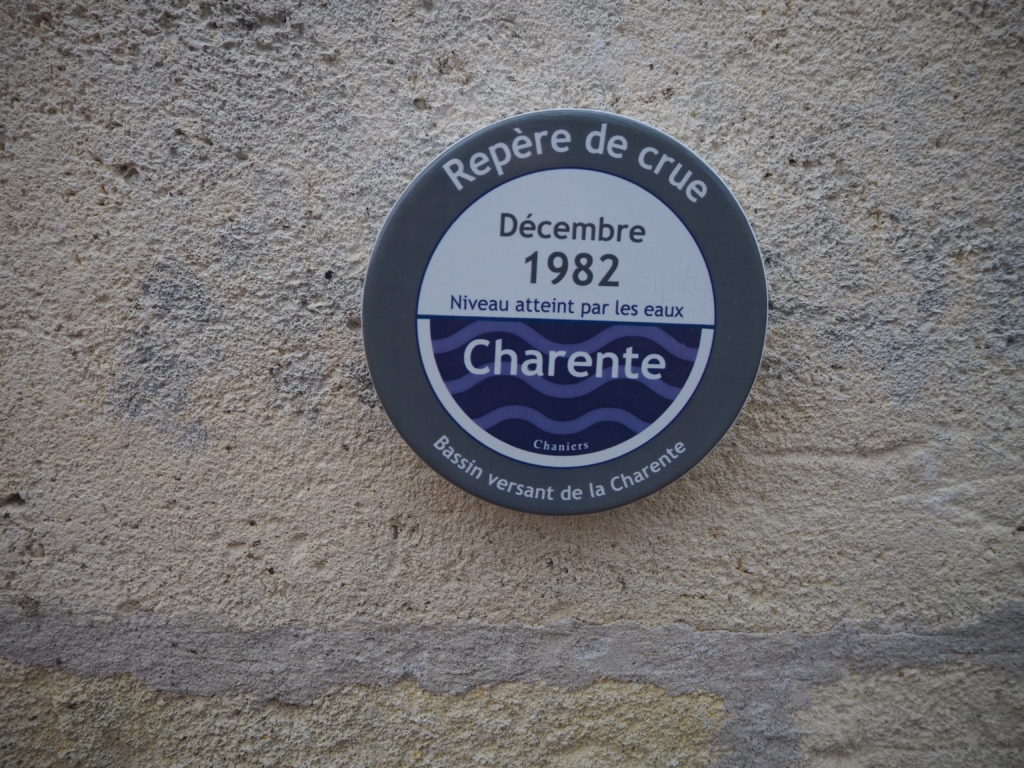 Repère de crue
Décembre
1982
Niveau atteint par les eaux
Charente
Chaniers
Bassin versant de la Charente